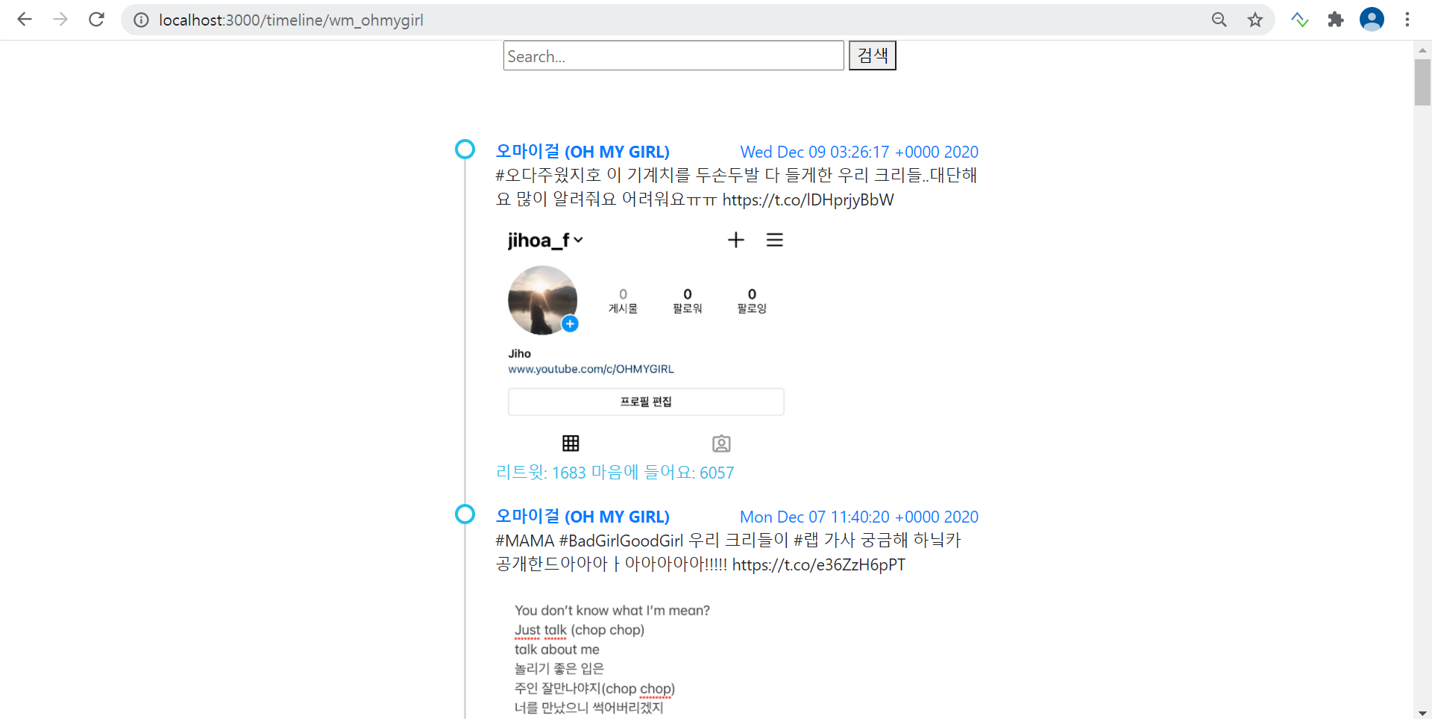 localhost:3000/timeline/wm_ohmygirl
Search... 검색
오마이걸 (OH MY GIRL) Wed Dec 09 03:26:17 +0000 2020
#오다주웠지호 이 기계치를 두손두발 다 들게한 우리 크리들..대단해
요 많이 알려줘요 어려워요ㅠㅠ https://t.co/lDHprjyBbW
jihoa_f
0 0 0
게시물 팔로워 팔로잉
Jiho
www.youtube.com/c/OHMYGIRL
프로필 편집
리트윗: 1683 마음에 들어요: 6057
오마이걸 (OH MY GIRL) Mon Dec 07 11:40:20 +0000 2020
#MAMA #BadGirlGoodGirl 우리 크리들이 #랩 가사 궁금해 하닠카
공개한드아아아ㅏ아아아아아!!!!! https://t.co/e36ZzH6pPT
You don't know what I'm mean?
Just talk (chop chop)
talk about me
놀리기 좋은 입은
주인 잘만나야지(chop chop)
너를 만났으니 썩어버리겠지